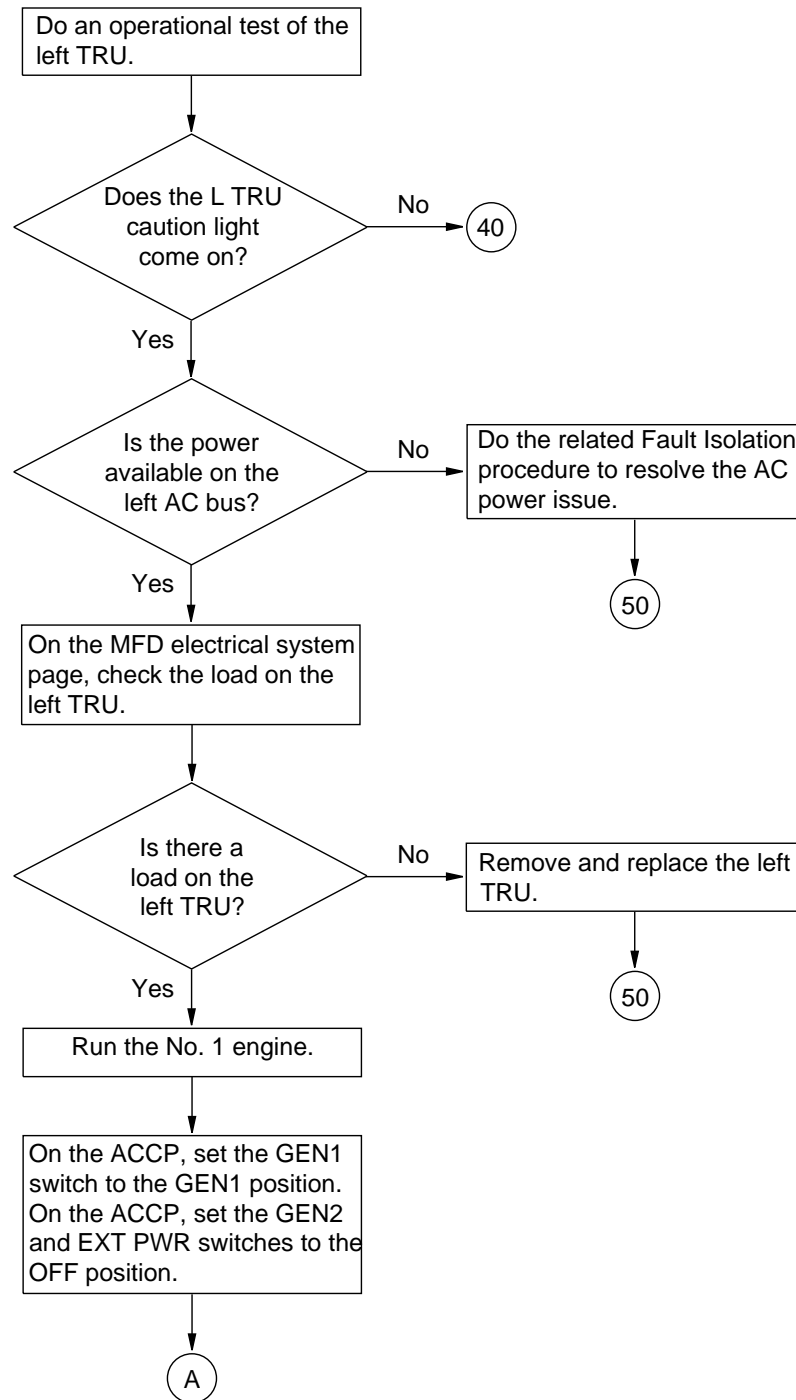 Do an operational test of the
left TRU.
Does the L TRU
caution light
come on?
No
40
Yes
Is the power
available on the
left AC bus?
No
Do the related Fault Isolation
procedure to resolve the AC
power issue.
50
Yes
On the MFD electrical system
page, check the load on the
left TRU.
Is there a
load on the
left TRU?
No
Remove and replace the left
TRU.
50
Yes
Run the No. 1 engine.
On the ACCP, set the GEN1
switch to the GEN1 position.
On the ACCP, set the GEN2
and EXT PWR switches to the
OFF position.
A